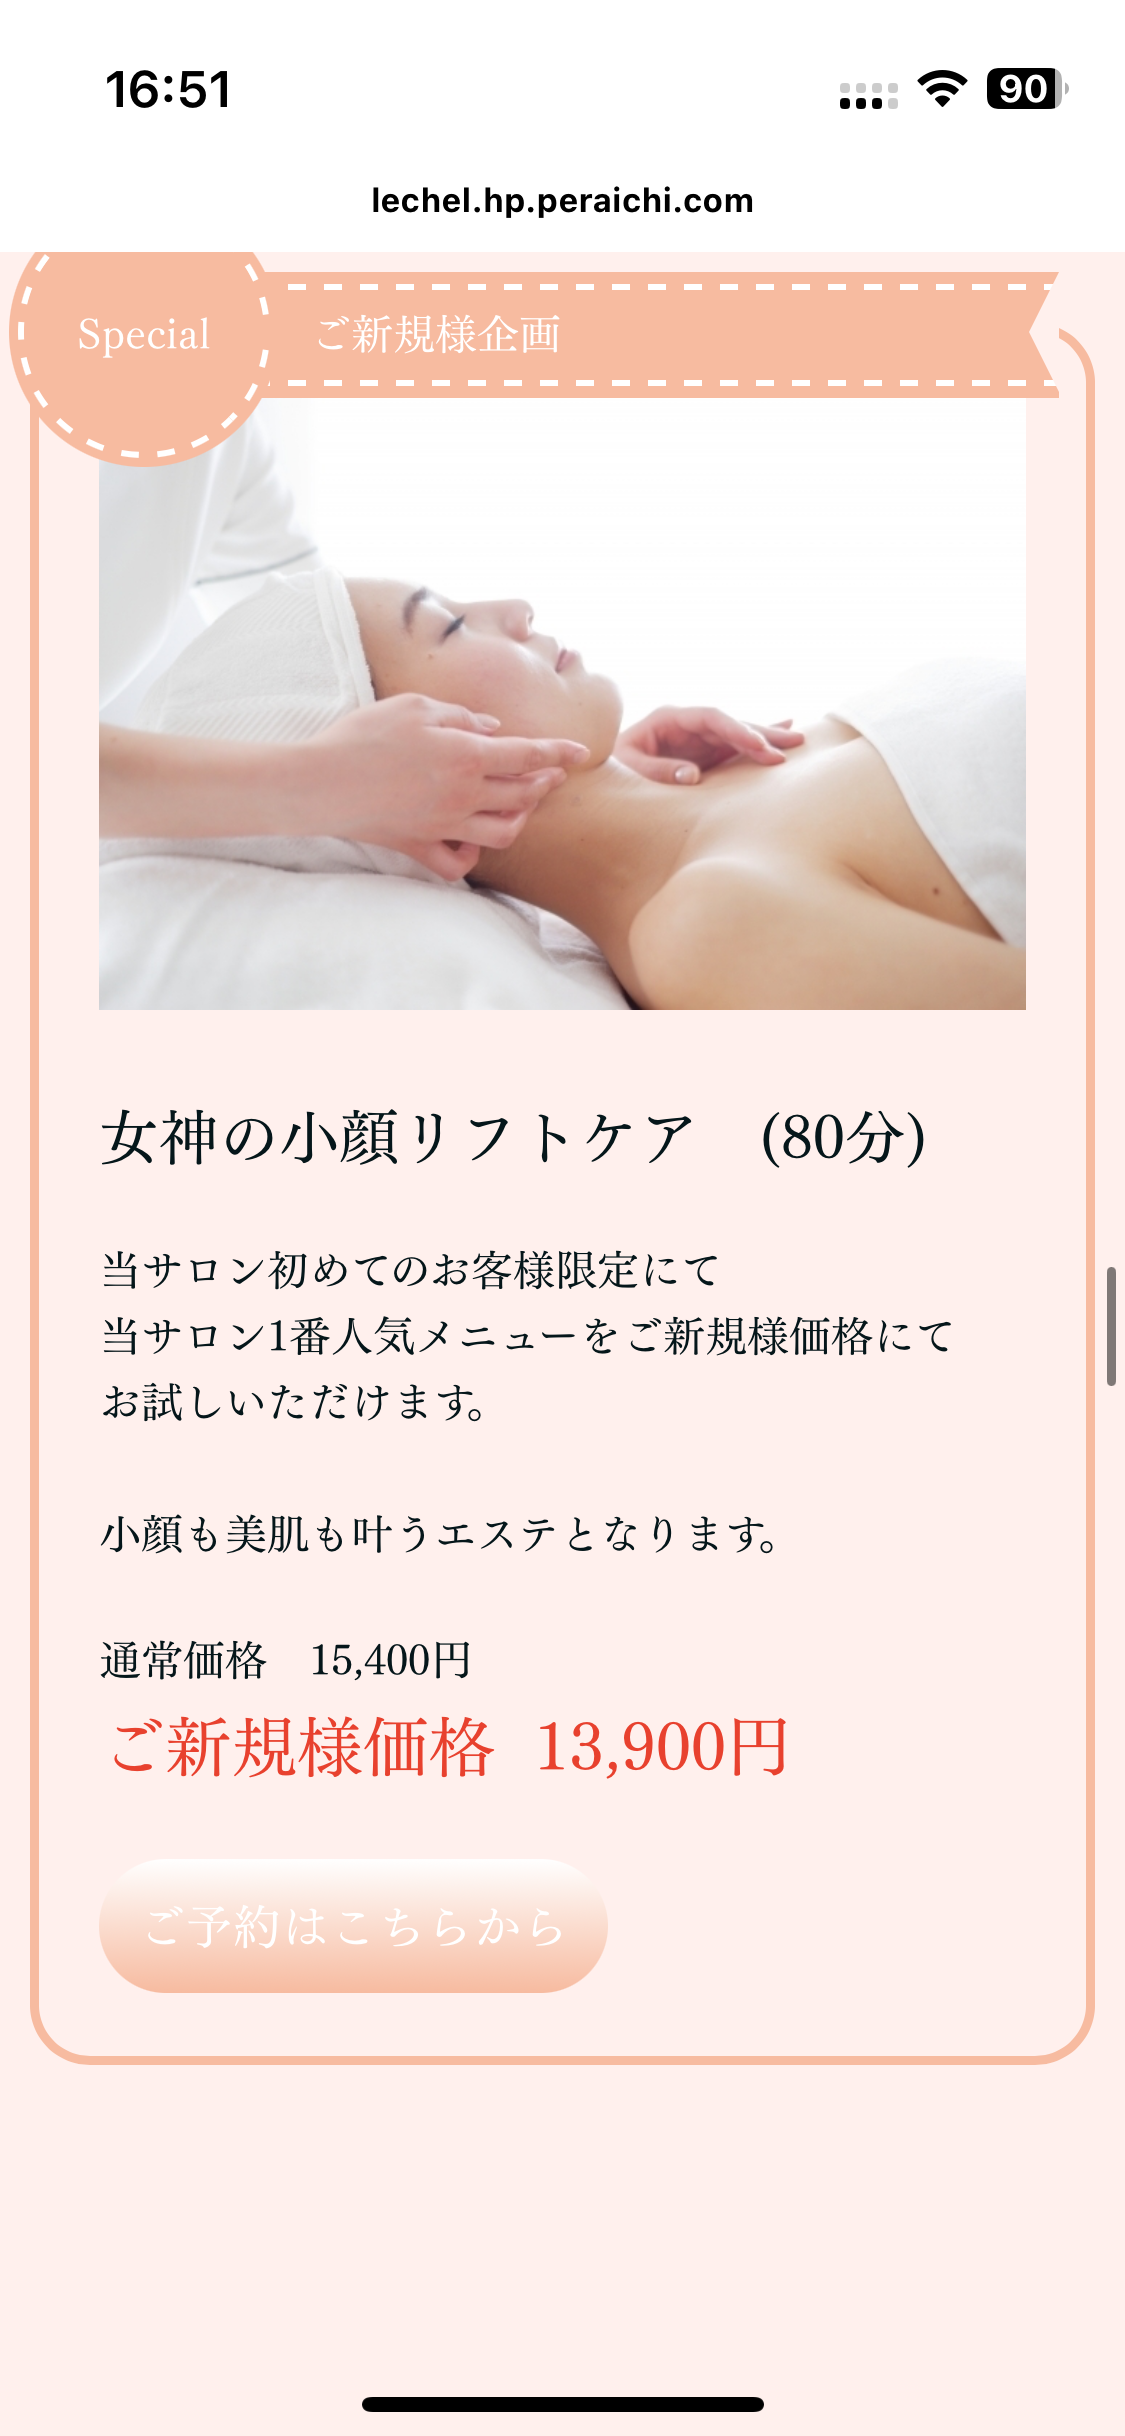 16:51
90
lechel.hp.peraichi.com
Special
ご新規様企画
女神の小顔リフトケア　(80分)
当サロン初めてのお客様限定にて
当サロン1番人気メニューをご新規様価格にて
お試しいただけます。
小顔も美肌も叶うエステとなります。
通常価格　15,400円
ご新規様価格 13,900円
ご予約はこちらから